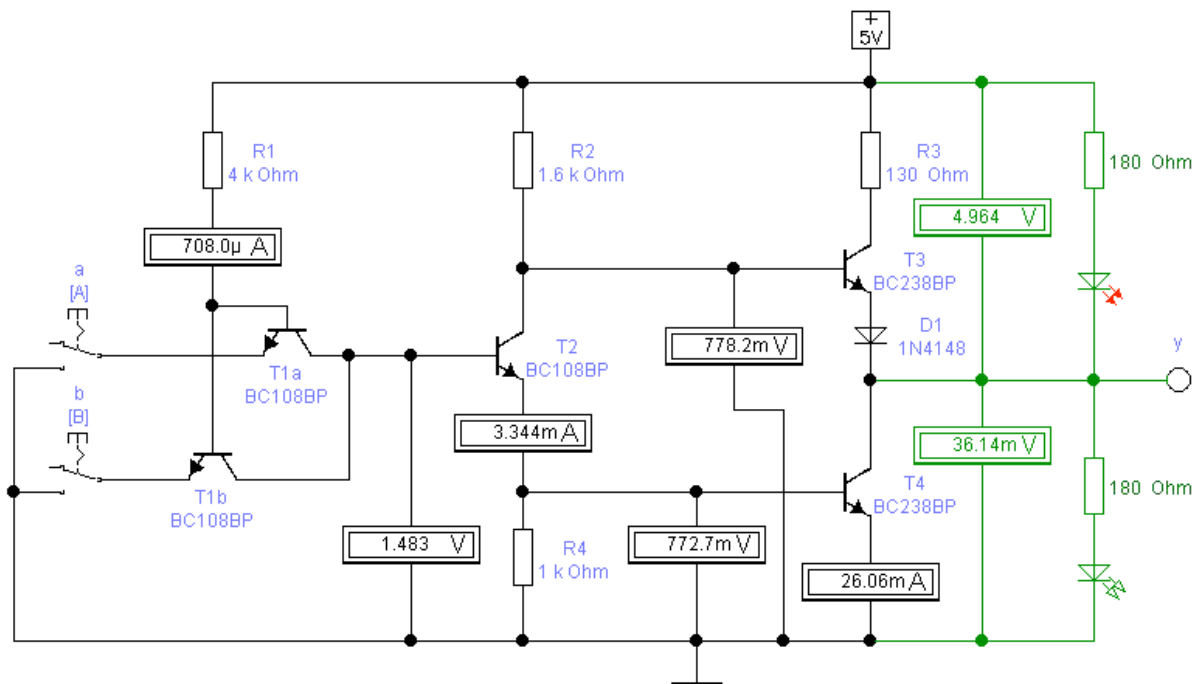 +
5V
R1
4 k Ohm
R2
1.6 k Ohm
R3
130 Ohm
180 Ohm
708.0µ A
4.964 V
a
[A]
T3
BC238BP
T1a
BC108BP
T2
BC108BP
778.2m V
D1
1N4148
y
b
[B]
3.344m A
36.14m V
T1b
BC108BP
T4
BC238BP
180 Ohm
1.483 V
R4
1 k Ohm
772.7m V
26.06m A